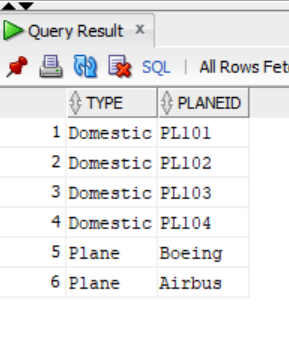 Query Result x
SQL | All Rows Fet
TYPE PLANEID
1 Domestic PL101
2 Domestic PL102
3 Domestic PL103
4 Domestic PL104
5 Plane Boeing
6 Plane Airbus